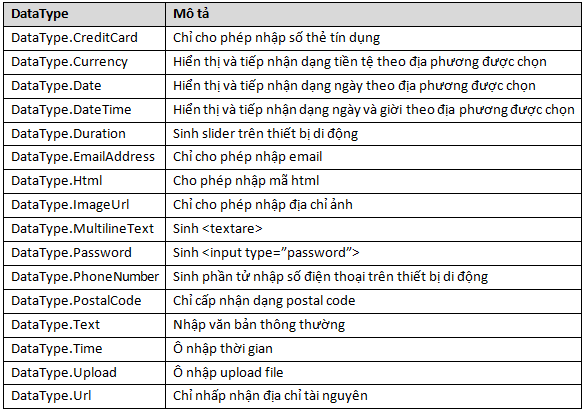 DataType Mô tả
DataType.CreditCard Chỉ cho phép nhập số thẻ tín dụng
DataType.Currency Hiển thị và tiếp nhận dạng tiền tệ theo địa phương được chọn
DataType.Date Hiển thị và tiếp nhận dạng ngày theo địa phương được chọn
DataType.DateTime Hiển thị và tiếp nhận dạng ngày và giời theo địa phương được chọn
DataType.Duration Sinh slider trên thiết bị di động
DataType.EmailAddress Chỉ cho phép nhập email
DataType.Html Cho phép nhập mã html
DataType.ImageUrl Chỉ cho phép nhập địa chỉ ảnh
DataType.MultilineText Sinh <textare>
DataType.Password Sinh <input type=”password”>
DataType.PhoneNumber Sinh phần tử nhập số điện thoại trên thiết bị di động
DataType.PostalCode Chỉ cấp nhận dạng postal code
DataType.Text Nhập văn bản thông thường
DataType.Time Ô nhập thời gian
DataType.Upload Ô nhập upload file
DataType.Url Chỉ nhấp nhận địa chỉ tài nguyên